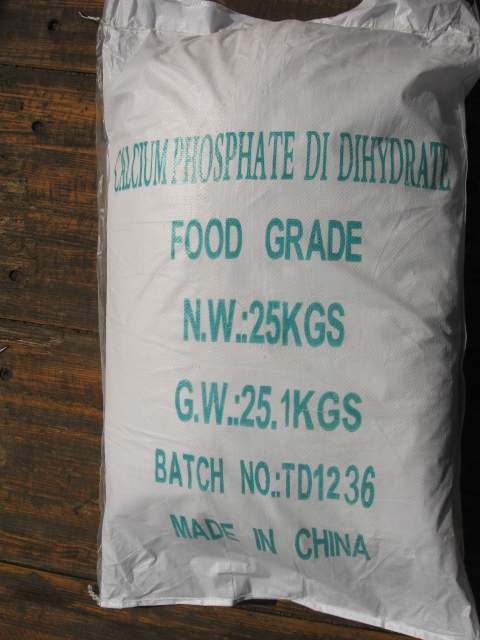 CALCIUM PHOSPHATE DI DIHYDRATE
FOOD GRADE
N.W.:25KGS
G.W.:25.1KGS
BATCH NO.:TD1236
MADE IN CHINA